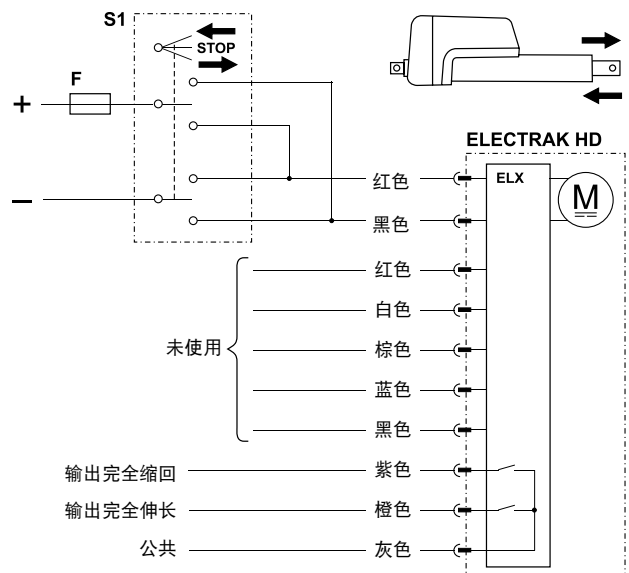 S1
STOP
F
+
–
ELECTRAK HD
ELX
M
红色
黑色
红色
白色
未使用
棕色
蓝色
黑色
输出完全缩回 紫色
输出完全伸长 橙色
公共 灰色